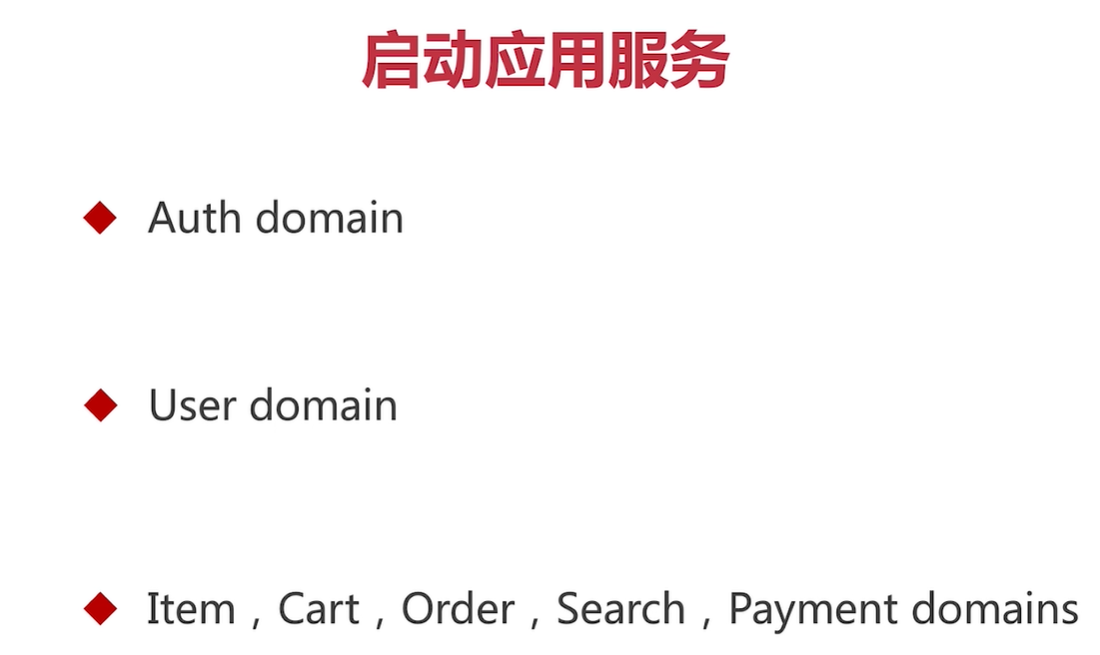 启动应用服务
Auth domain
User domain
Item，Cart，Order，Search，Payment domains